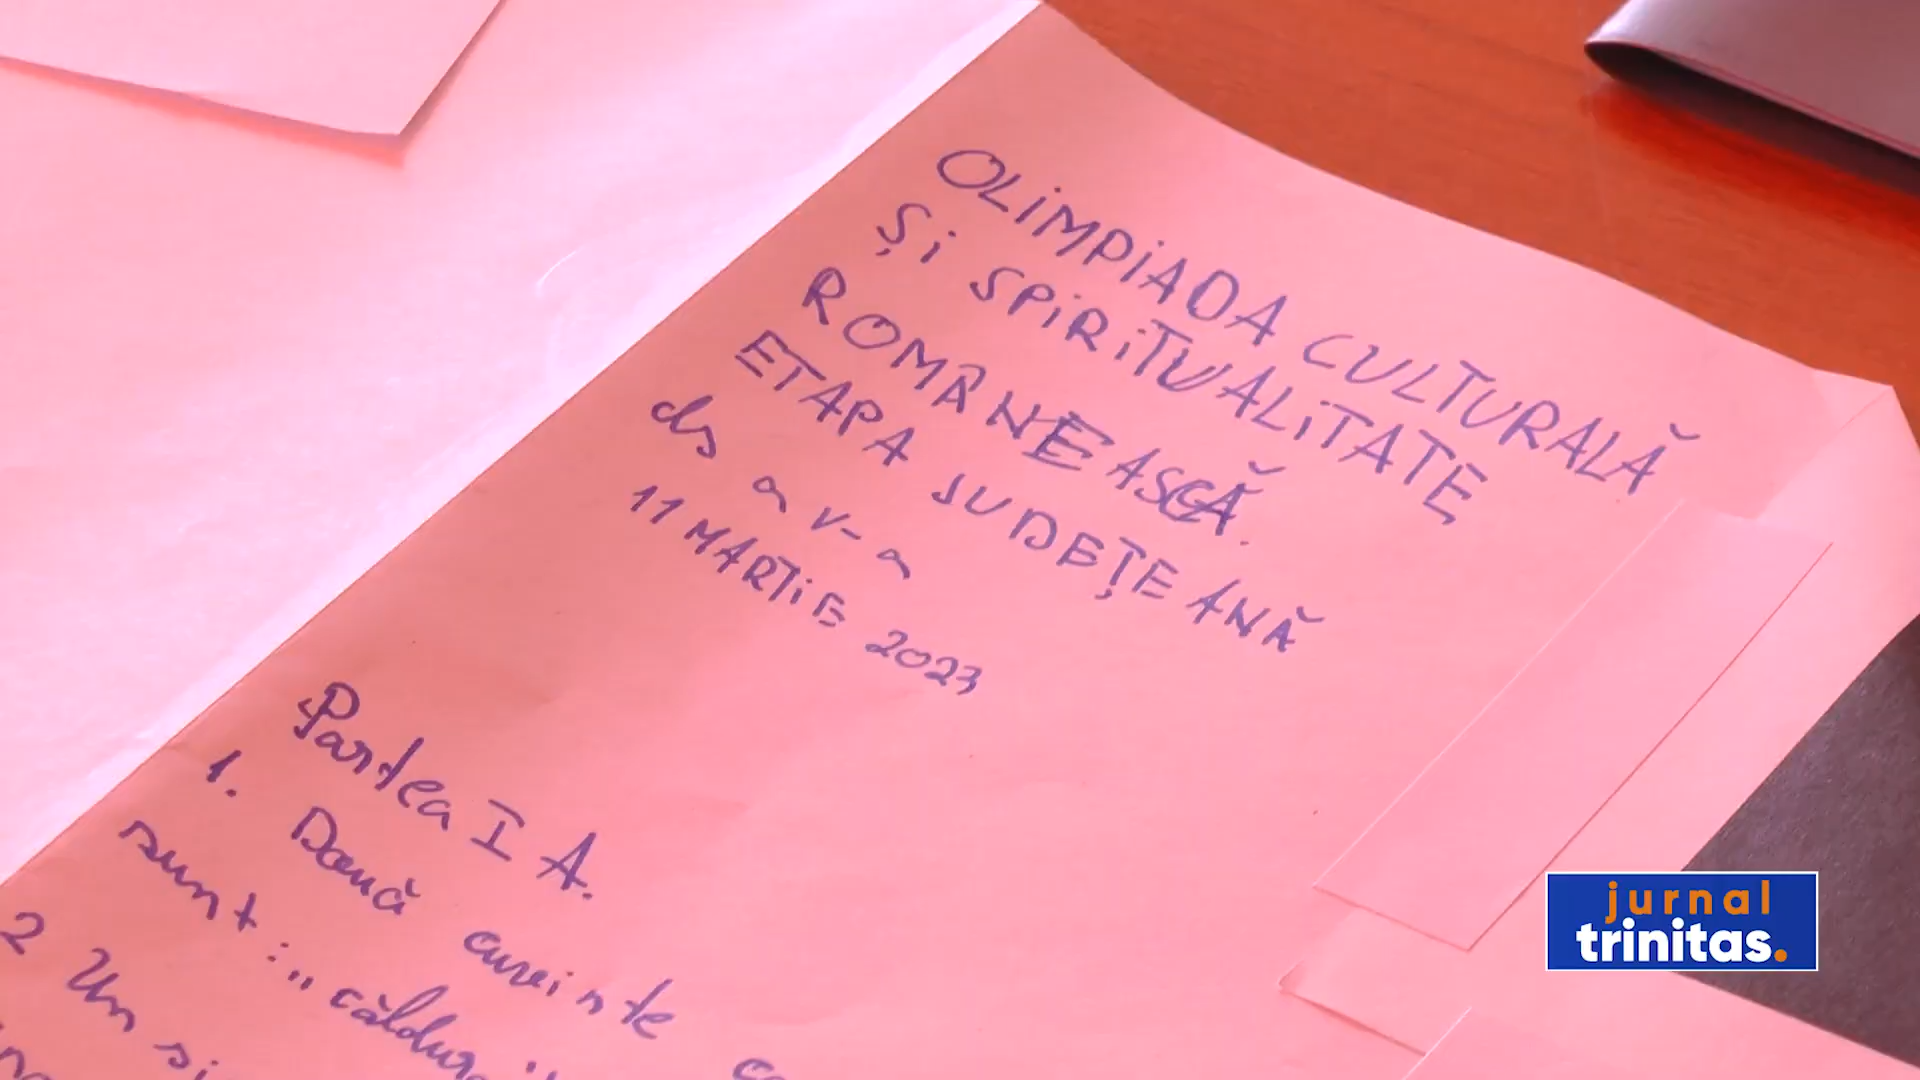 OLIMPIADA CULTURALĂ
ȘI SPIRITUALITATE
ROMÂNEASCĂ.
ETAPA JUDEȚEANĂ
cls a V-a
11 MARTIE 2023
Partea I A.
1. Două cuvinte
sunt: „căldură"
2 Un
jurnal
trinitas.